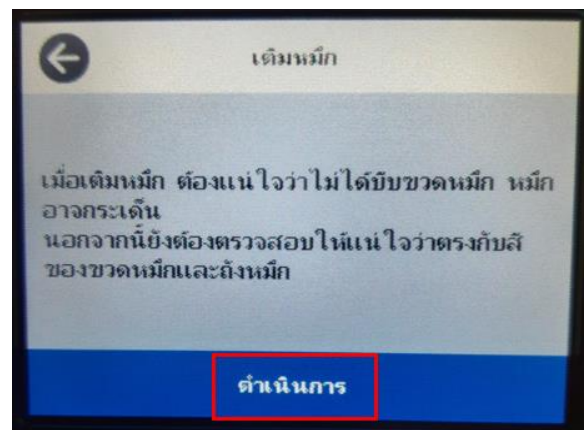 เติมหมึก
เมื่อเติมหมึก ต้องแน่ใจว่าไม่ได้บีบขวดหมึก หมึก
อาจกระเด็น
นอกจากนี้ยังต้องตรวจสอบให้แน่ใจว่าตรงกับสี
ของขวดหมึกและถังหมึก
ดำเนินการ